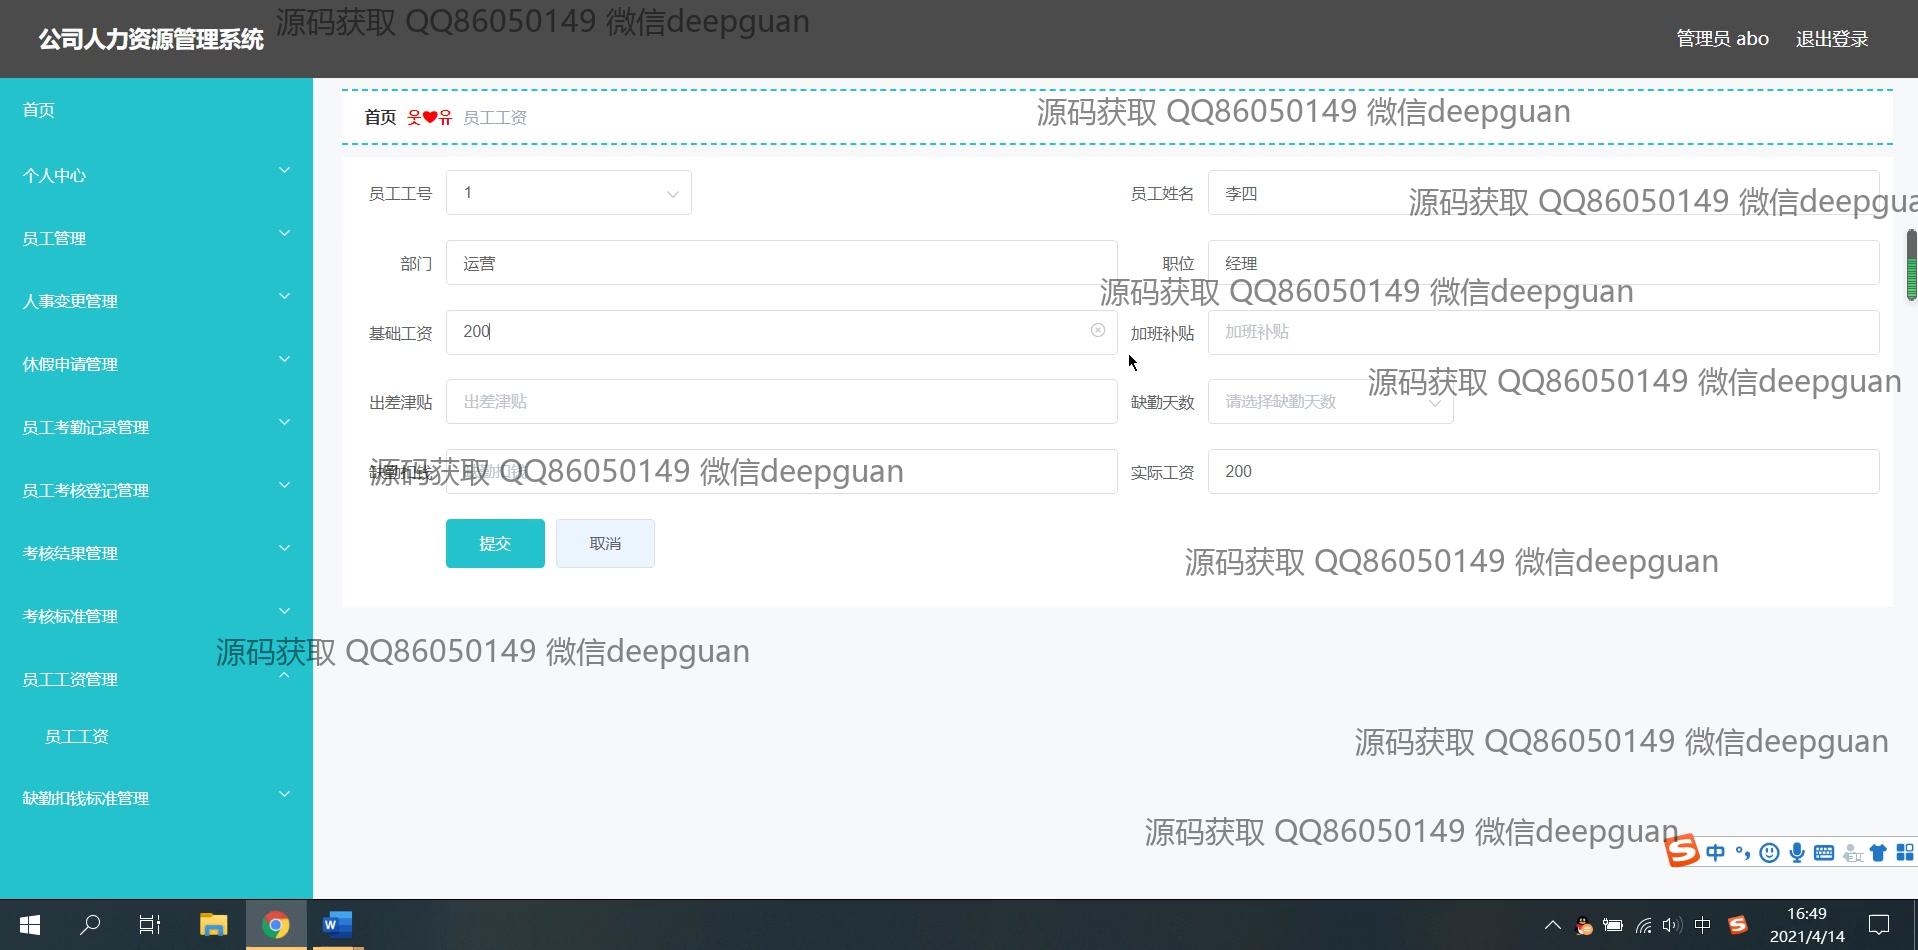 公司人力资源管理系统
源码获取 QQ86050149 微信deepguan
管理员 abo
退出登录
首页
个人中心
员工管理
人事变更管理
休假申请管理
员工考勤记录管理
员工考核登记管理
考核结果管理
考核标准管理
员工工资管理
员工工资
缺勤扣钱标准管理
首页 웃❤유 员工工资
源码获取 QQ86050149 微信deepguan
员工工号 1
员工姓名 李四
源码获取 QQ86050149 微信deepgua
部门 运营
职位 经理
源码获取 QQ86050149 微信deepguan
基础工资 200
加班补贴 加班补贴
源码获取 QQ86050149 微信deepguan
出差津贴 出差津贴
缺勤天数 请选择缺勤天数
缺勤扣钱 缺勤扣钱
源码获取 QQ86050149 微信deepguan
实际工资 200
提交
取消
源码获取 QQ86050149 微信deepguan
源码获取 QQ86050149 微信deepguan
源码获取 QQ86050149 微信deepguan
源码获取 QQ86050149 微信deepguan
中
中
16:49
2021/4/14